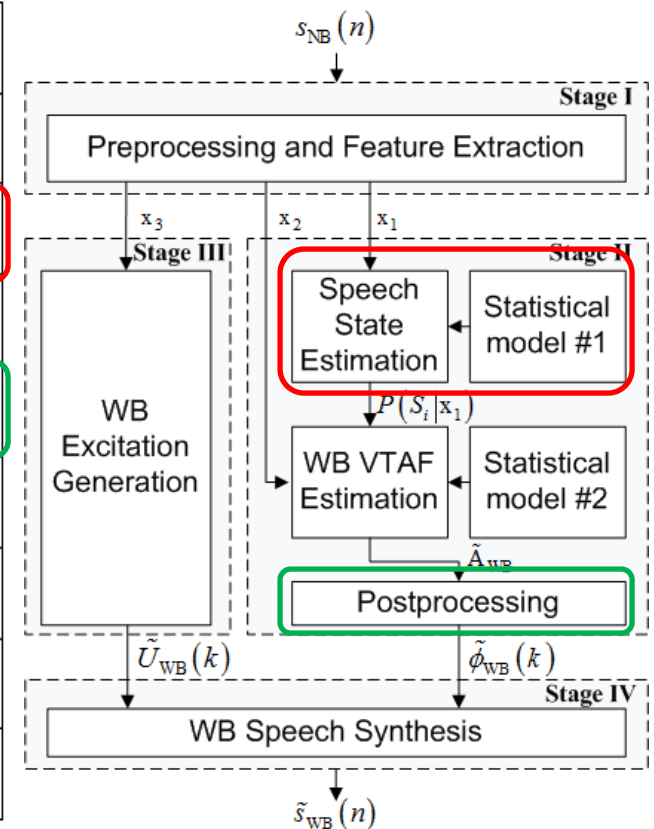 s_NB(n)
Stage I
Preprocessing and Feature Extraction
x_3
x_2
x_1
Stage III
Stage II
WB
Excitation
Generation
Speech
State
Estimation
Statistical
model #1
P(S_i|x_1)
WB VTAF
Estimation
Statistical
model #2
Ã_WB
Postprocessing
Ũ_WB(k)
ϕ̃_WB(k)
Stage IV
WB Speech Synthesis
s̃_WB(n)